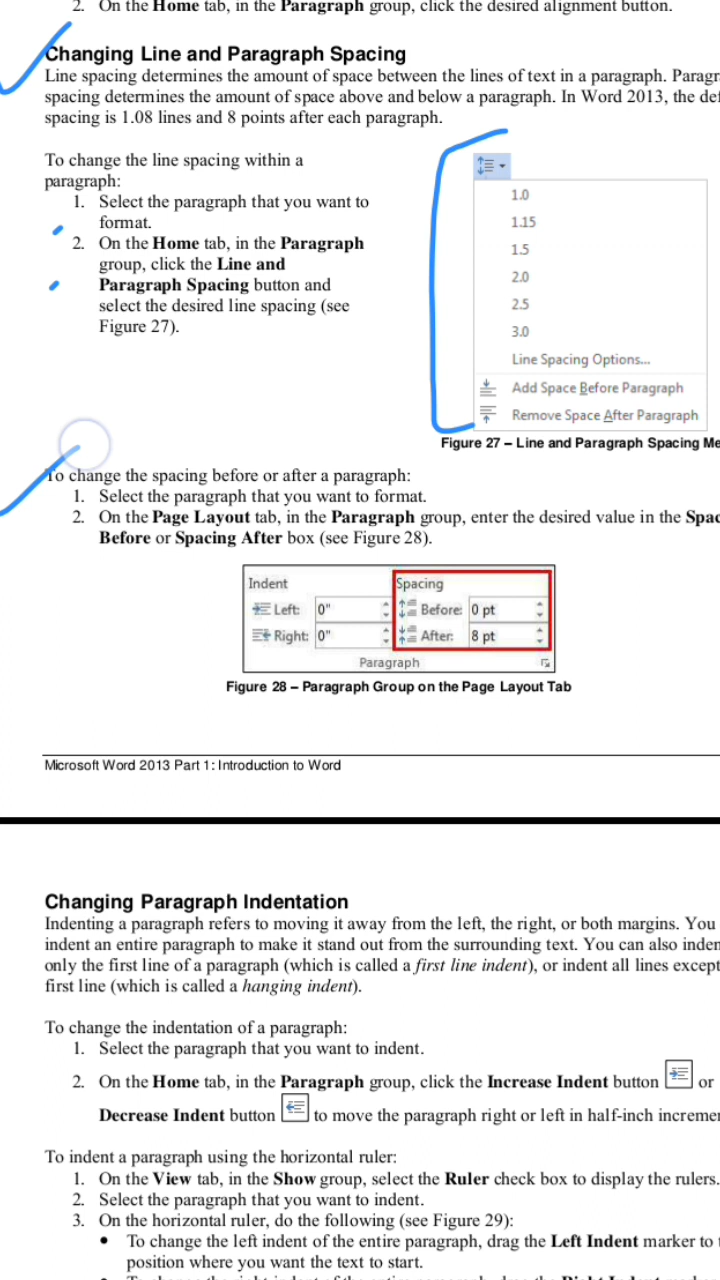 2. On the Home tab, in the Paragraph group, click the desired alignment button.
Changing Line and Paragraph Spacing
Line spacing determines the amount of space between the lines of text in a paragraph. Paragr
spacing determines the amount of space above and below a paragraph. In Word 2013, the def
spacing is 1.08 lines and 8 points after each paragraph.
To change the line spacing within a
paragraph:
1. Select the paragraph that you want to
format.
2. On the Home tab, in the Paragraph
group, click the Line and
Paragraph Spacing button and
select the desired line spacing (see
Figure 27).
1.0
1.15
1.5
2.0
2.5
3.0
Line Spacing Options...
Add Space Before Paragraph
Remove Space After Paragraph
Figure 27 – Line and Paragraph Spacing Me
To change the spacing before or after a paragraph:
1. Select the paragraph that you want to format.
2. On the Page Layout tab, in the Paragraph group, enter the desired value in the Spac
Before or Spacing After box (see Figure 28).
Indent Spacing
Left: 0" Before: 0 pt
Right: 0" After: 8 pt
Paragraph
Figure 28 – Paragraph Group on the Page Layout Tab
Microsoft Word 2013 Part 1: Introduction to Word
Changing Paragraph Indentation
Indenting a paragraph refers to moving it away from the left, the right, or both margins. You
indent an entire paragraph to make it stand out from the surrounding text. You can also inden
only the first line of a paragraph (which is called a first line indent), or indent all lines except
first line (which is called a hanging indent).
To change the indentation of a paragraph:
1. Select the paragraph that you want to indent.
2. On the Home tab, in the Paragraph group, click the Increase Indent button or
Decrease Indent button to move the paragraph right or left in half-inch incremen
To indent a paragraph using the horizontal ruler:
1. On the View tab, in the Show group, select the Ruler check box to display the rulers.
2. Select the paragraph that you want to indent.
3. On the horizontal ruler, do the following (see Figure 29):
• To change the left indent of the entire paragraph, drag the Left Indent marker to
position where you want the text to start.